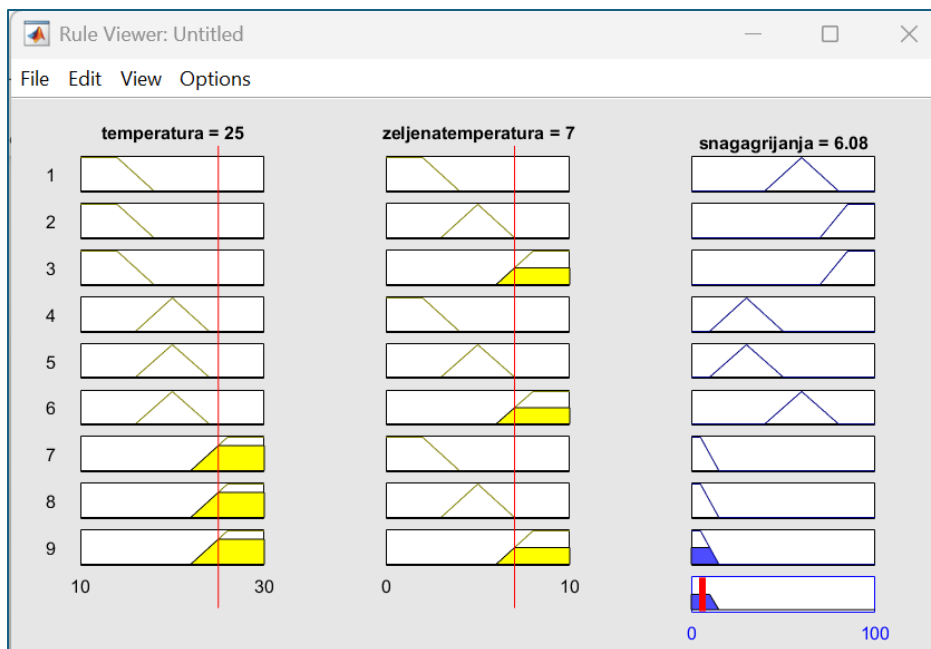 Rule Viewer: Untitled
File Edit View Options
temperatura = 25
zeljenatemperatura = 7
snagagrijanja = 6.08
1
2
3
4
5
6
7
8
9
10 30
0 10
0 100